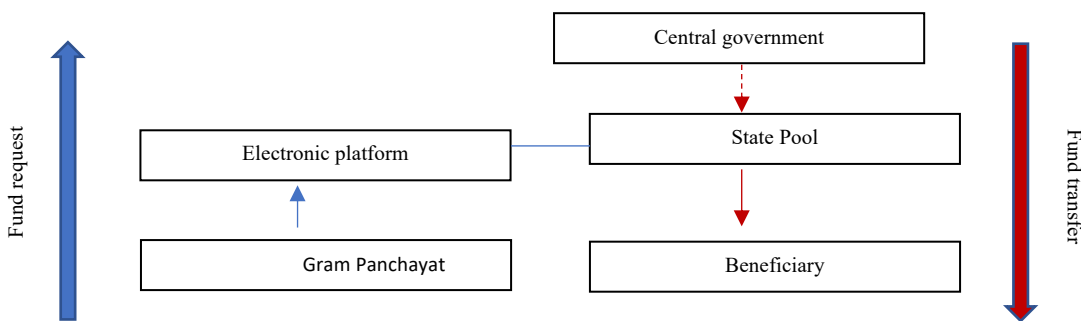 Central government
State Pool
Electronic platform
Gram Panchayat
Beneficiary
Fund request
Fund transfer